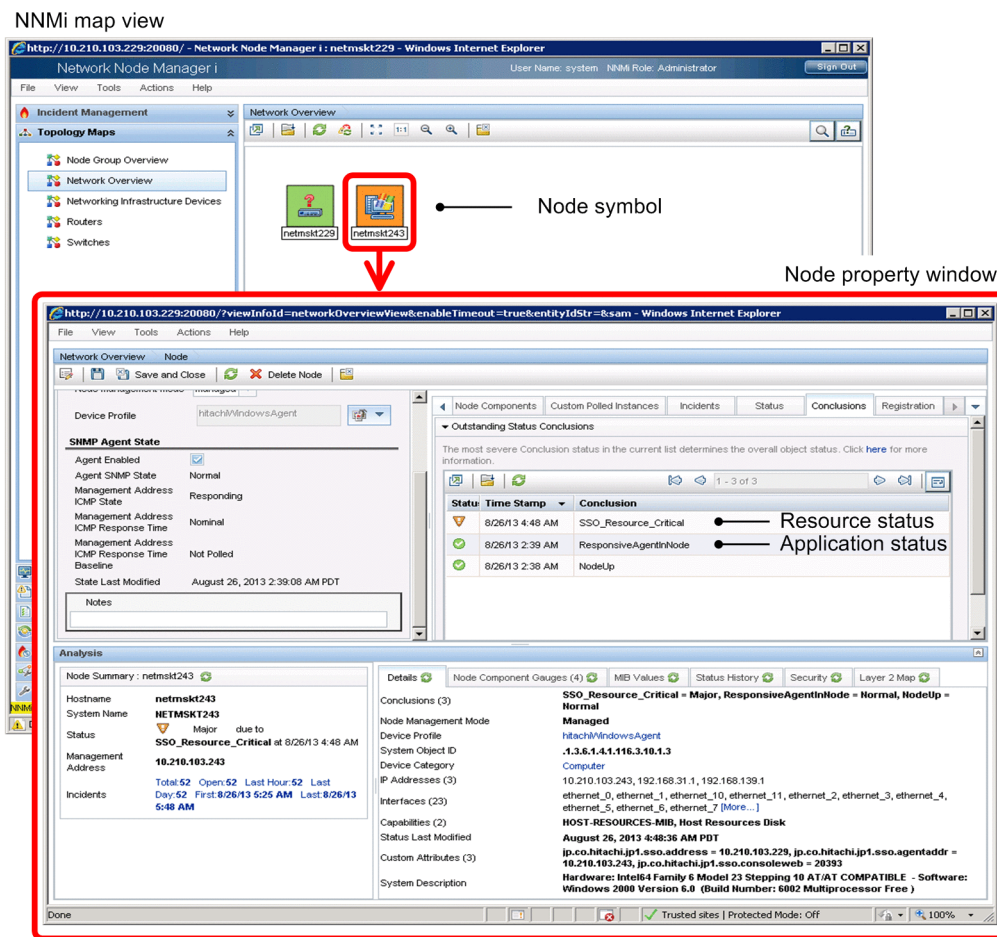 NNMi map view
http://10.210.103.229:20080/ - Network Node Manager i : netmskt229 - Windows Internet Explorer
Network Node Manager i
User Name: system NNMi Role: Administrator
Sign Out
File View Tools Actions Help
Incident Management
Topology Maps
Node Group Overview
Network Overview
Networking Infrastructure Devices
Routers
Switches
Network Overview
1:1
netmskt229
netmskt243
Node symbol
Node property window
http://10.210.103.229:20080/?viewInfoId=networkOverviewView&enableTimeout=true&entityIdStr=&sam - Windows Internet Explorer
File View Tools Actions Help
Network Overview Node
Save and Close Delete Node
Node management mode managed
Device Profile hitachiWindowsAgent
SNMP Agent State
Agent Enabled
Agent SNMP State Normal
Management Address
ICMP State Responding
Management Address
ICMP Response Time Nominal
Management Address
ICMP Response Time
Baseline Not Polled
State Last Modified August 26, 2013 2:39:08 AM PDT
Notes
Node Components Custom Polled Instances Incidents Status Conclusions Registration
Outstanding Status Conclusions
The most severe Conclusion status in the current list determines the overall object status. Click here for more
information.
1 - 3 of 3
Statu Time Stamp Conclusion
8/26/13 4:48 AM SSO_Resource_Critical
Resource status
8/26/13 2:39 AM ResponsiveAgentInNode
Application status
8/26/13 2:38 AM NodeUp
Analysis
Node Summary : netmskt243
Hostname netmskt243
System Name NETMSKT243
Status Major due to
SSO_Resource_Critical at 8/26/13 4:48 AM
Management
Address 10.210.103.243
Incidents Total:52 Open:52 Last Hour:52 Last
Day:52 First:8/26/13 5:25 AM Last:8/26/13
5:48 AM
Details Node Component Gauges (4) MIB Values Status History Security Layer 2 Map
Conclusions (3) SSO_Resource_Critical = Major, ResponsiveAgentInNode = Normal, NodeUp =
Normal
Node Management Mode Managed
Device Profile hitachiWindowsAgent
System Object ID .1.3.6.1.4.1.116.3.10.1.3
Device Category Computer
IP Addresses (3) 10.210.103.243, 192.168.31.1, 192.168.139.1
Interfaces (23) ethernet_0, ethernet_1, ethernet_10, ethernet_11, ethernet_2, ethernet_3, ethernet_4,
ethernet_5, ethernet_6, ethernet_7 [More...]
Capabilities (2) HOST-RESOURCES-MIB, Host Resources Disk
Status Last Modified August 26, 2013 4:48:36 AM PDT
Custom Attributes (3) jp.co.hitachi.jp1.sso.address = 10.210.103.229, jp.co.hitachi.jp1.sso.agentaddr =
10.210.103.243, jp.co.hitachi.jp1.sso.consoleweb = 20393
System Description Hardware: Intel64 Family 6 Model 23 Stepping 10 AT/AT COMPATIBLE - Software:
Windows 2000 Version 6.0 (Build Number: 6002 Multiprocessor Free )
NNMi
Done
Trusted sites | Protected Mode: Off
100%